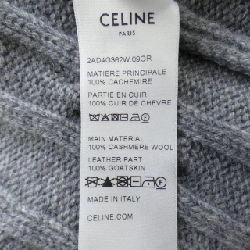 CELINE
PARIS
MATIERE PRINCIPALE
100% CACHEMIRE
PARTIE EN CUIR
100% CUIR DE CHEVRE
MAIN MATERIAL
100% CASHMERE WOOL
LEATHER PART
100% GOATSKIN
MADE IN ITALY
CELINE.COM